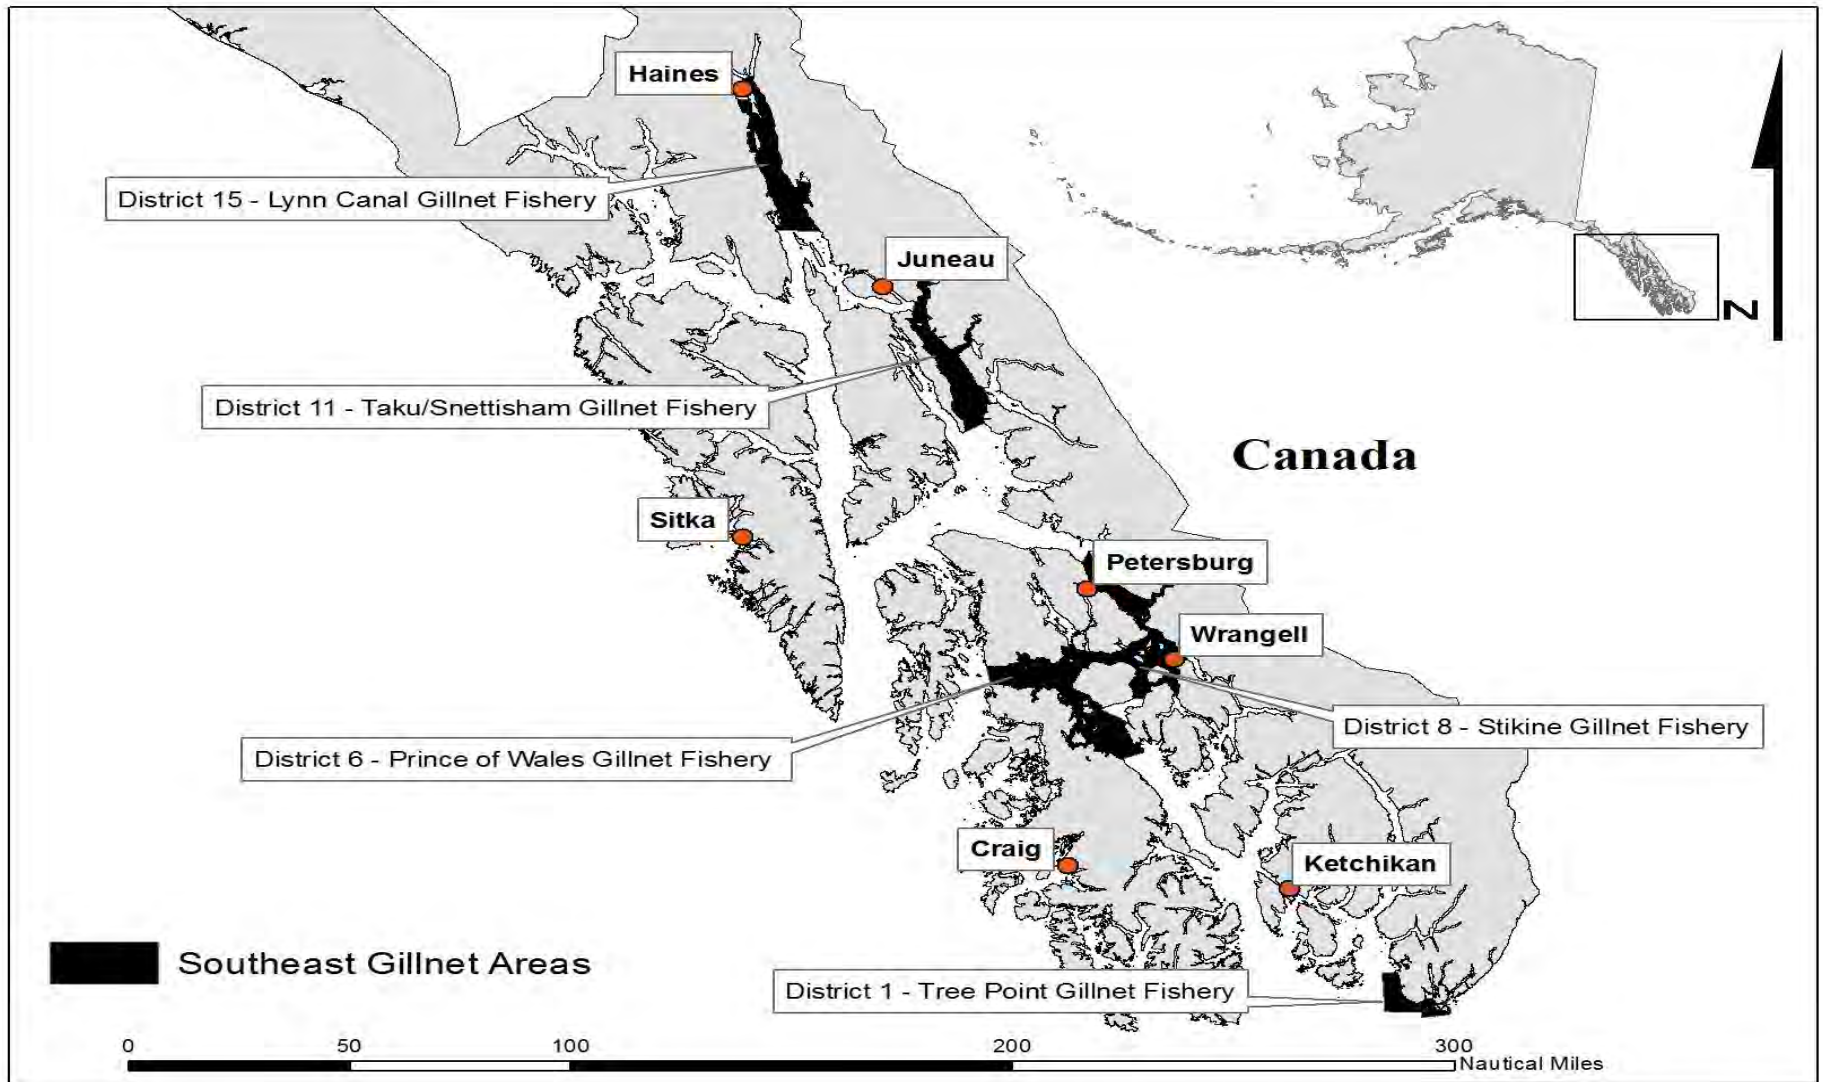 Haines
District 15 - Lynn Canal Gillnet Fishery
Juneau
N
District 11 - Taku/Snettisham Gillnet Fishery
Canada
Sitka
Petersburg
Wrangell
District 8 - Stikine Gillnet Fishery
District 6 - Prince of Wales Gillnet Fishery
Craig
Ketchikan
Southeast Gillnet Areas
District 1 - Tree Point Gillnet Fishery
0 50 100 200 300
Nautical Miles